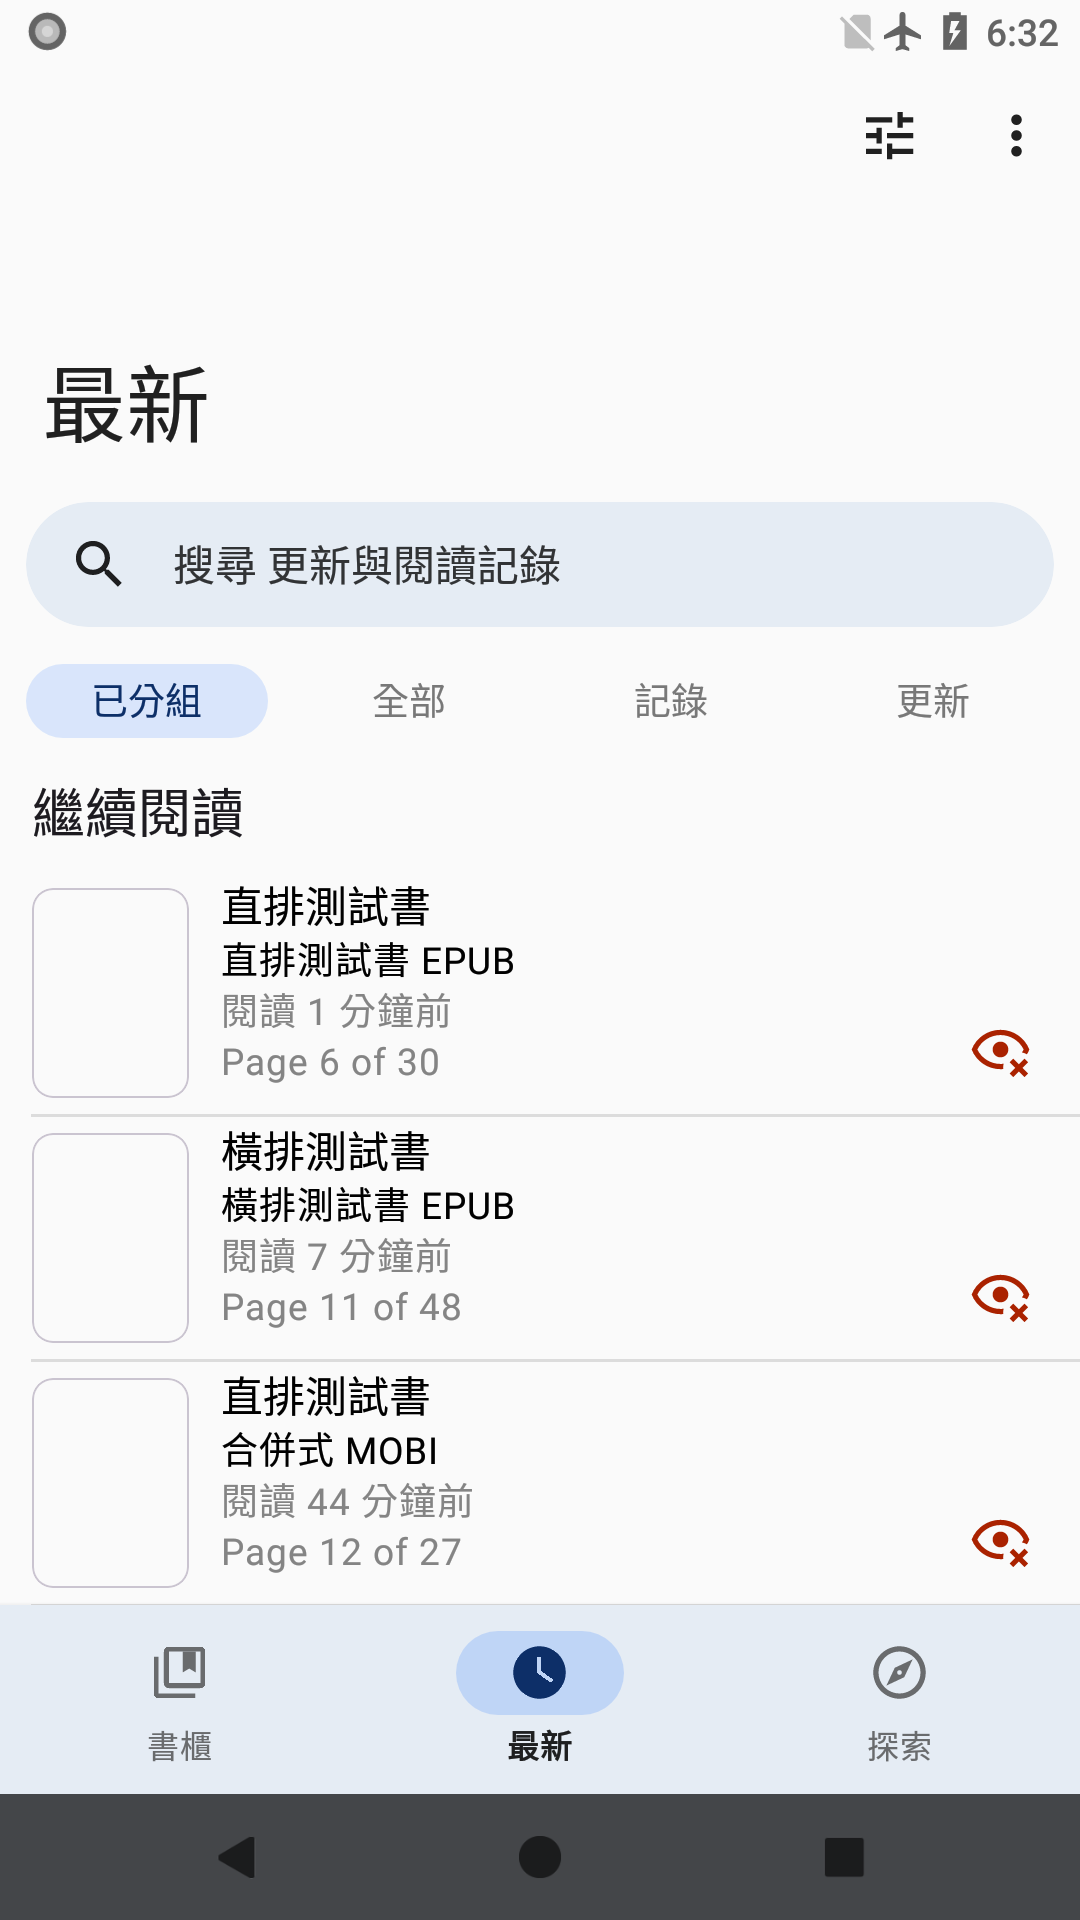 6:32
最新
搜尋 更新與閱讀記錄
已分組 全部 記錄 更新
繼續閱讀
直排測試書
直排測試書 EPUB
閱讀 1 分鐘前
Page 6 of 30
橫排測試書
橫排測試書 EPUB
閱讀 7 分鐘前
Page 11 of 48
直排測試書
合併式 MOBI
閱讀 44 分鐘前
Page 12 of 27
書櫃 最新 探索